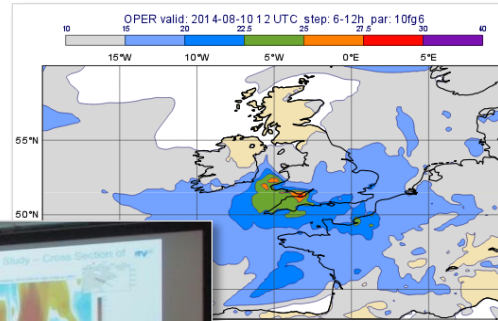 OPER valid: 2014-08-10 12 UTC step: 6-12h par: 10fg6
10 15 20 22.5 25 27.5 30 40
15°W 10°W 5°W 0°E 5°E
55°N
50°N
Study – Cross Section of